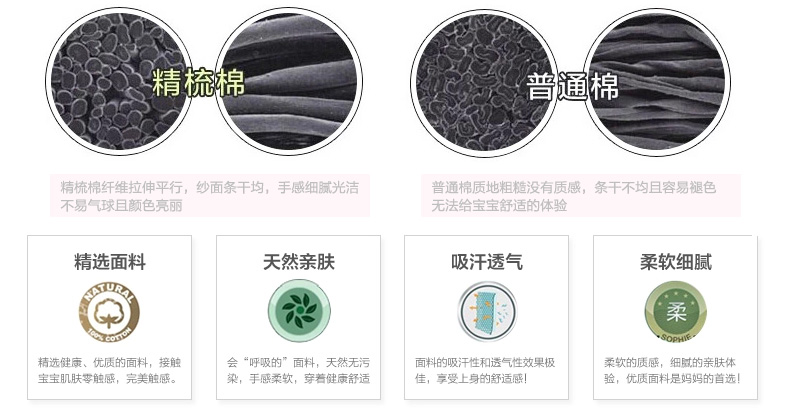 精梳棉
普通棉
精梳棉纤维拉伸平行，纱面条干均，手感细腻光洁
不易气球且颜色亮丽
普通棉质地粗糙没有质感，条干不均且容易褪色
无法给宝宝舒适的体验
精选面料
NATURAL
100% COTTON
精选健康、优质的面料，接触
宝宝肌肤零触感，完美触感。
天然亲肤
会“呼吸的”面料，天然无污
染，手感柔软，穿着健康舒适
吸汗透气
面料的吸汗性和透气性效果极
佳，享受上身的舒适感！
柔软细腻
柔
SOPHIE
柔软的质感，细腻的亲肤体
验，优质面料是妈妈的首选！